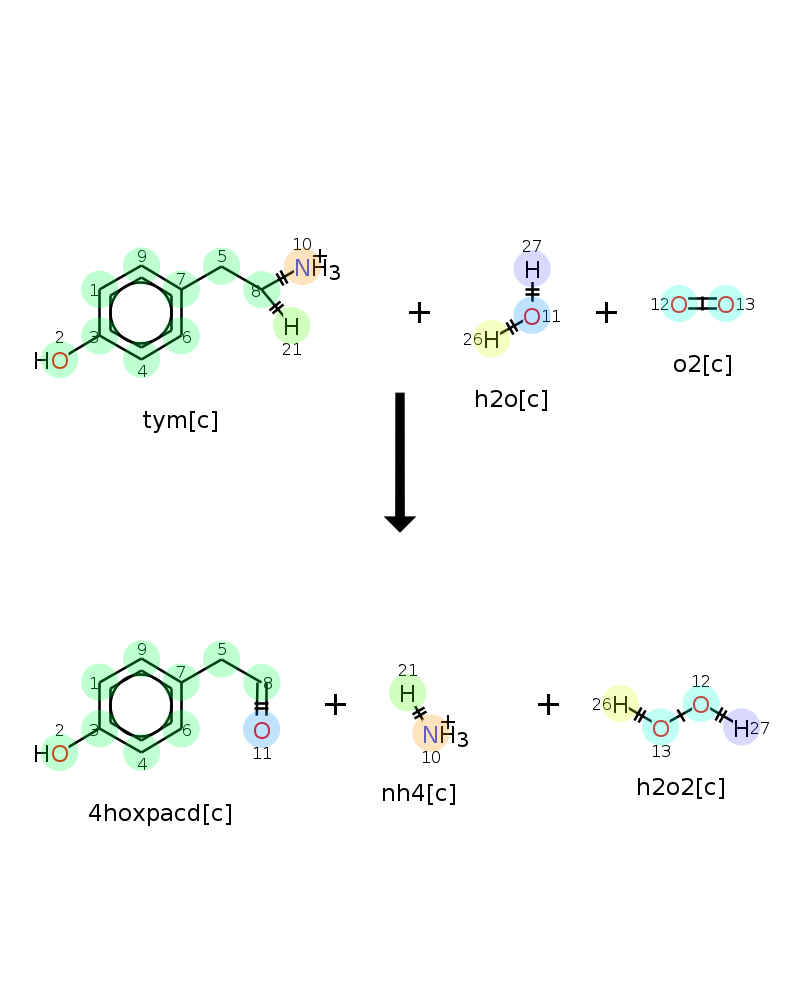 9 5 10
1 7 8 NH3+
2 3 6 H
HO 4 21
tym[c]
+
27
H
26 H O 11
h2o[c]
+
12 O O 13
o2[c]
9 5
1 7 8
2 3 6 O
HO 4 11
4hoxpacd[c]
+
21
H
NH3+
10
nh4[c]
+
12
26 H O O H 27
13
h2o2[c]